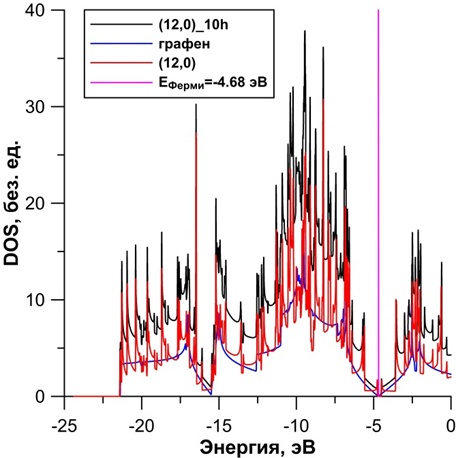 40
(12,0)_10h
графен
(12,0)
EФерми=-4.68 эВ
30
20
10
0
DOS, без. ед.
-25 -20 -15 -10 -5 0
Энергия, эВ